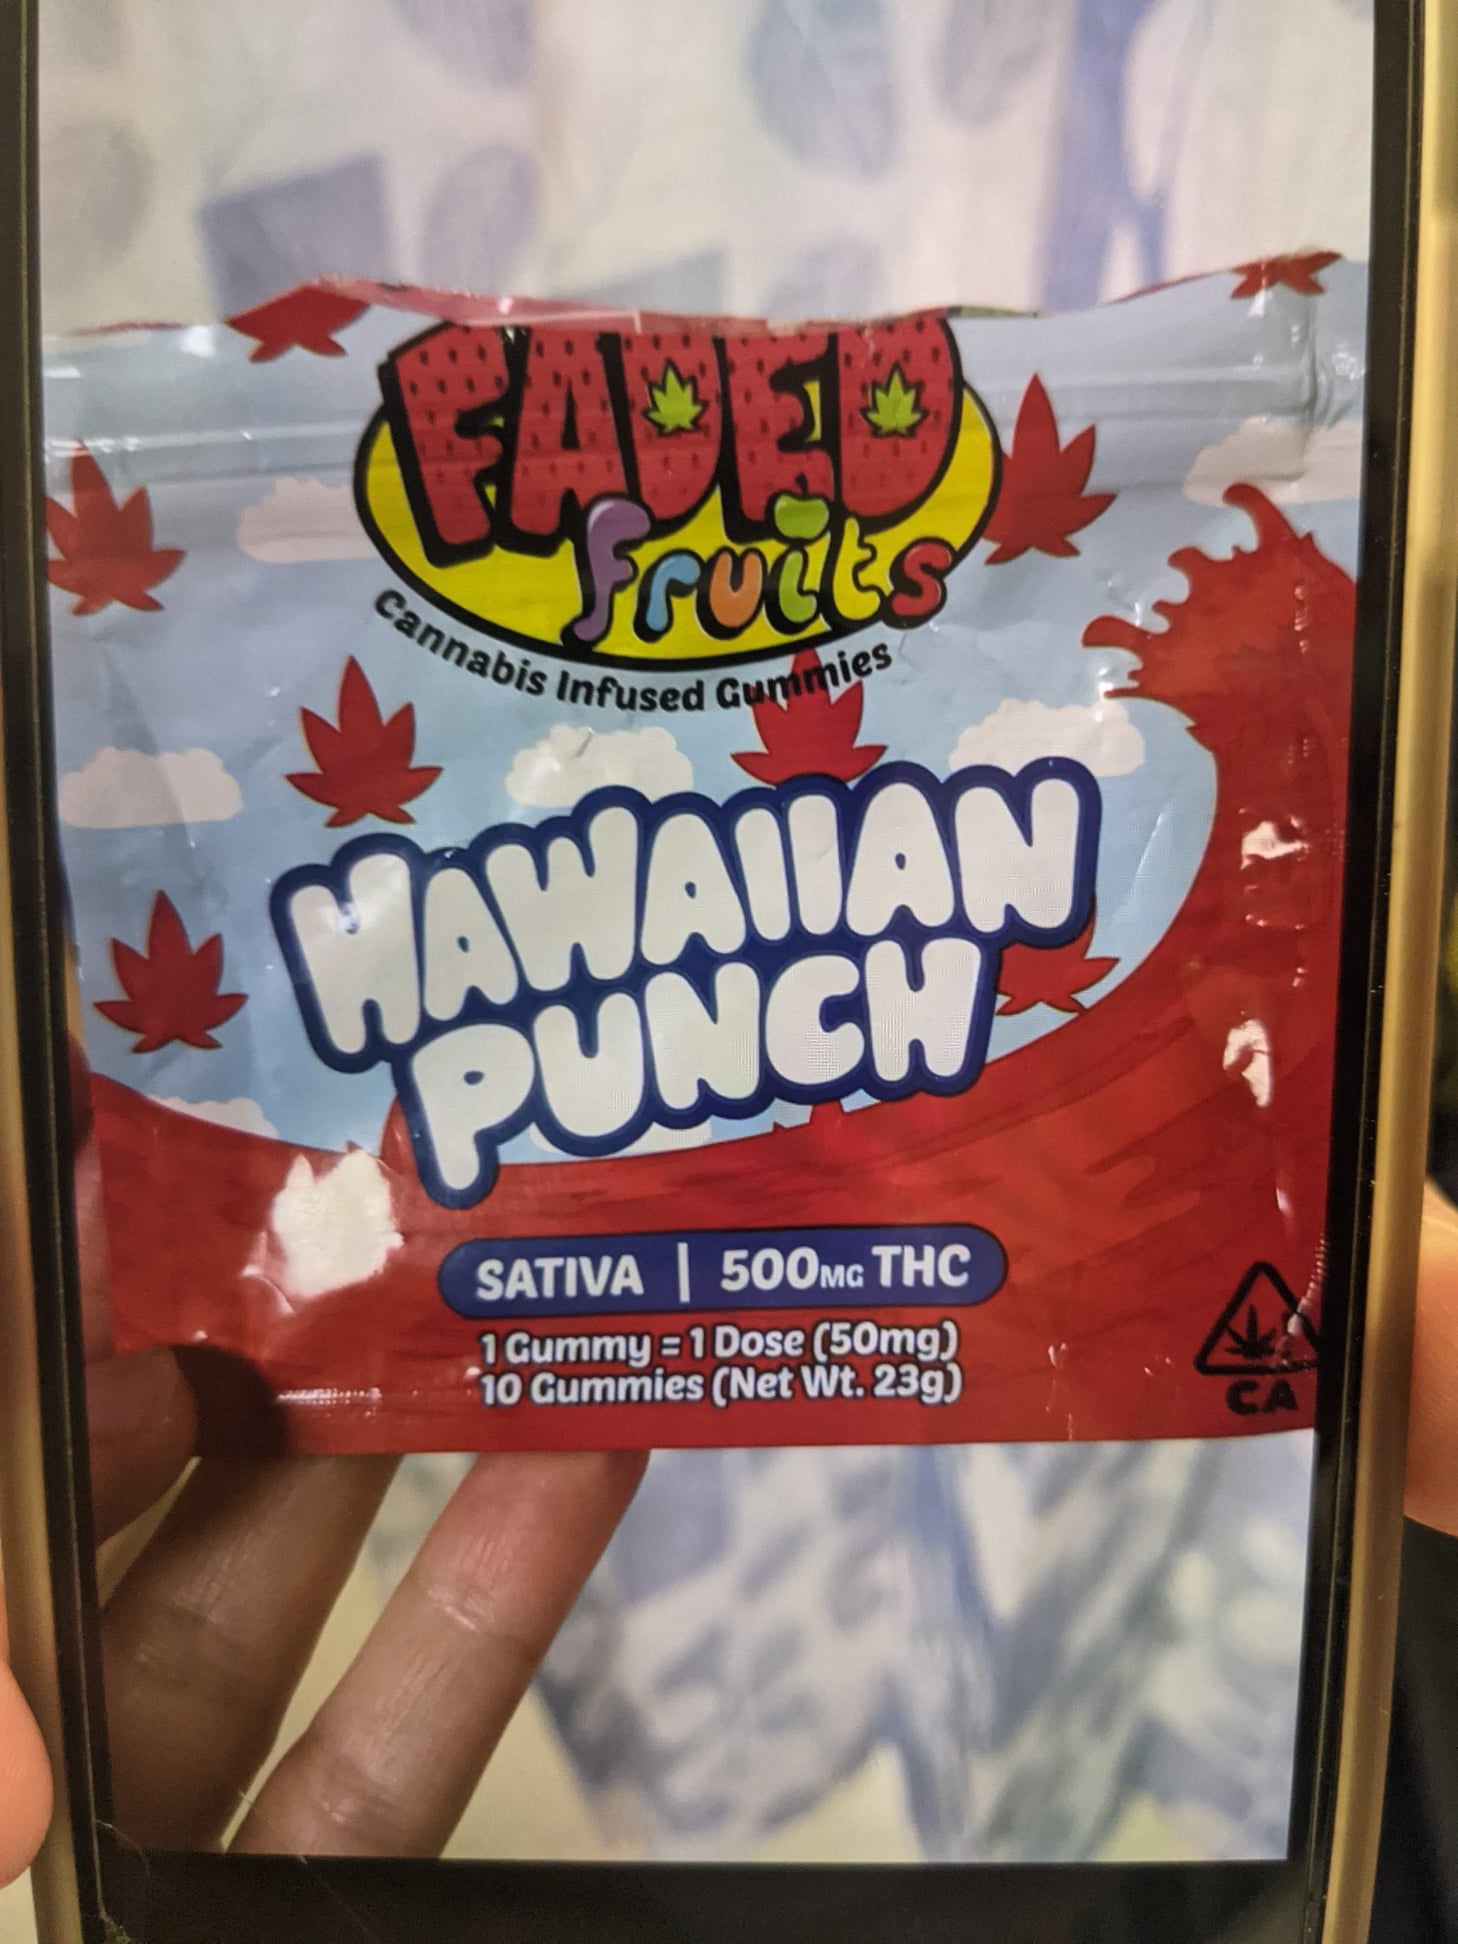 FADED
fruits
Cannabis Infused Gummies
HAWAIIAN
PUNCH
SATIVA | 500MG THC
1 Gummy = 1 Dose (50mg)
10 Gummies (Net Wt. 23g)
CA